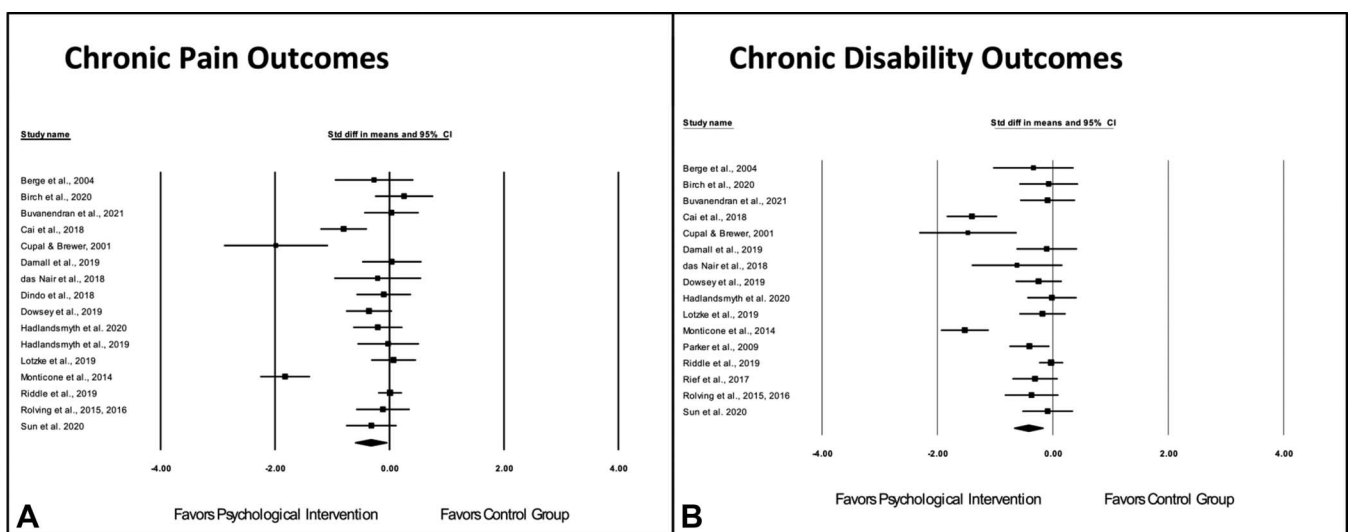 Chronic Pain Outcomes
Study name
Std diff in means and 95% CI
Berge et al., 2004
Birch et al., 2020
Buvanendran et al., 2021
Cai et al., 2018
Cupal & Brewer, 2001
Darnall et al., 2019
das Nair et al., 2018
Dindo et al., 2018
Dowsey et al., 2019
Hadlandsmyth et al. 2020
Hadlandsmyth et al., 2019
Lotzke et al., 2019
Monticone et al., 2014
Riddle et al., 2019
Rolving et al., 2015, 2016
Sun et al. 2020
-4.00 -2.00 0.00 2.00 4.00
Favors Psychological Intervention Favors Control Group
A
Chronic Disability Outcomes
Study name
Std diff in means and 95% CI
Berge et al., 2004
Birch et al., 2020
Buvanendran et al., 2021
Cai et al., 2018
Cupal & Brewer, 2001
Darnall et al., 2019
das Nair et al., 2018
Dowsey et al., 2019
Hadlandsmyth et al. 2020
Lotzke et al., 2019
Monticone et al., 2014
Parker et al., 2009
Riddle et al., 2019
Rief et al., 2017
Rolving et al., 2015, 2016
Sun et al. 2020
-4.00 -2.00 0.00 2.00 4.00
Favors Psychological Intervention Favors Control Group
B